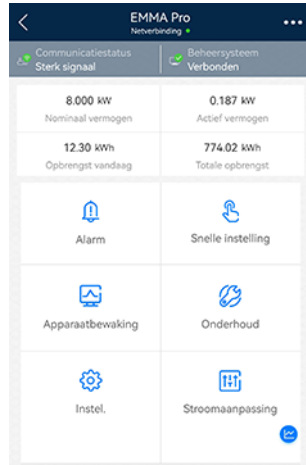 EMMA Pro
Netverbinding
Communicatiestatus
Sterk signaal
Beheersysteem
Verbonden
8.000 kW
0.187 kW
Nominaal vermogen
Actief vermogen
12.30 kWh
774.02 kWh
Opbrengst vandaag
Totale opbrengst
Alarm
Snelle instelling
Apparaatbewaking
Onderhoud
Instel.
Stroomaanpassing